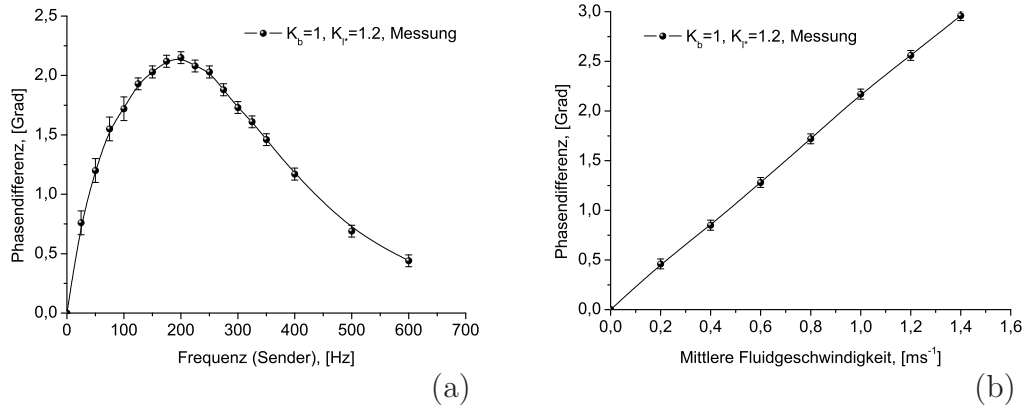 2,5
2,0
1,5
1,0
0,5
0,0
Phasendifferenz, [Grad]
K_b=1, K_l*=1.2, Messung
0 100 200 300 400 500 600 700
Frequenz (Sender), [Hz]
(a)
3,0
2,5
2,0
1,5
1,0
0,5
0,0
Phasendifferenz, [Grad]
K_b=1, K_l*=1.2, Messung
0,0 0,2 0,4 0,6 0,8 1,0 1,2 1,4 1,6
Mittlere Fluidgeschwindigkeit, [ms⁻¹]
(b)